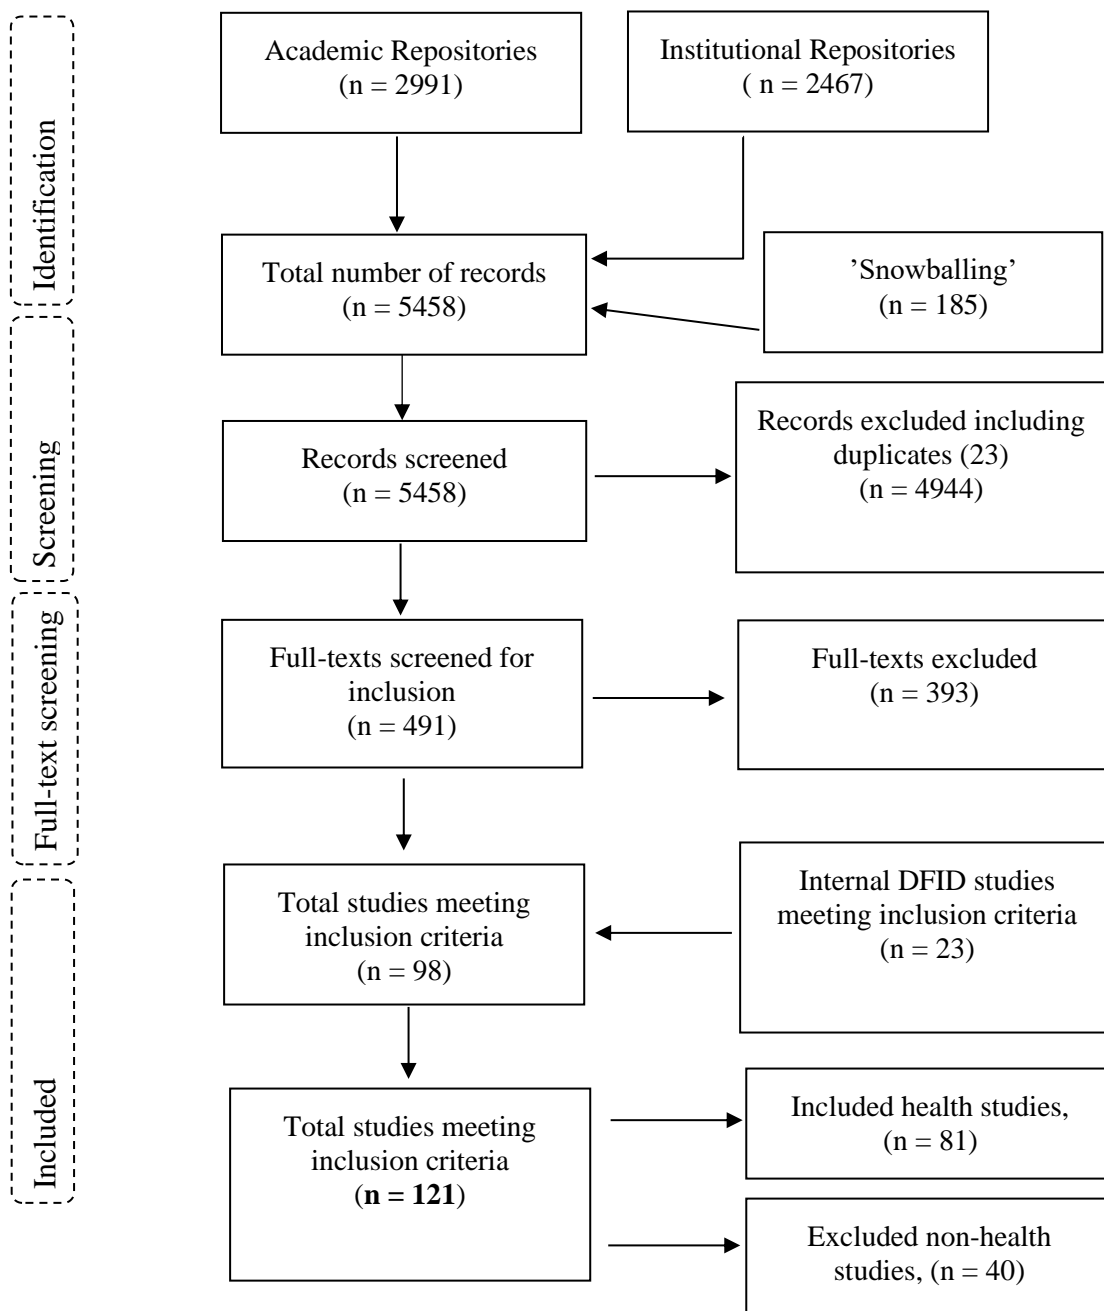 Identification
Academic Repositories
(n = 2991)
Institutional Repositories
( n = 2467)
Total number of records
(n = 5458)
’Snowballing’
(n = 185)
Screening
Records screened
(n = 5458)
Records excluded including
duplicates (23)
(n = 4944)
Full-text screening
Full-texts screened for
inclusion
(n = 491)
Full-texts excluded
(n = 393)
Included
Total studies meeting
inclusion criteria
(n = 98)
Internal DFID studies
meeting inclusion criteria
(n = 23)
Total studies meeting
inclusion criteria
(n = 121)
Included health studies,
(n = 81)
Excluded non-health
studies, (n = 40)